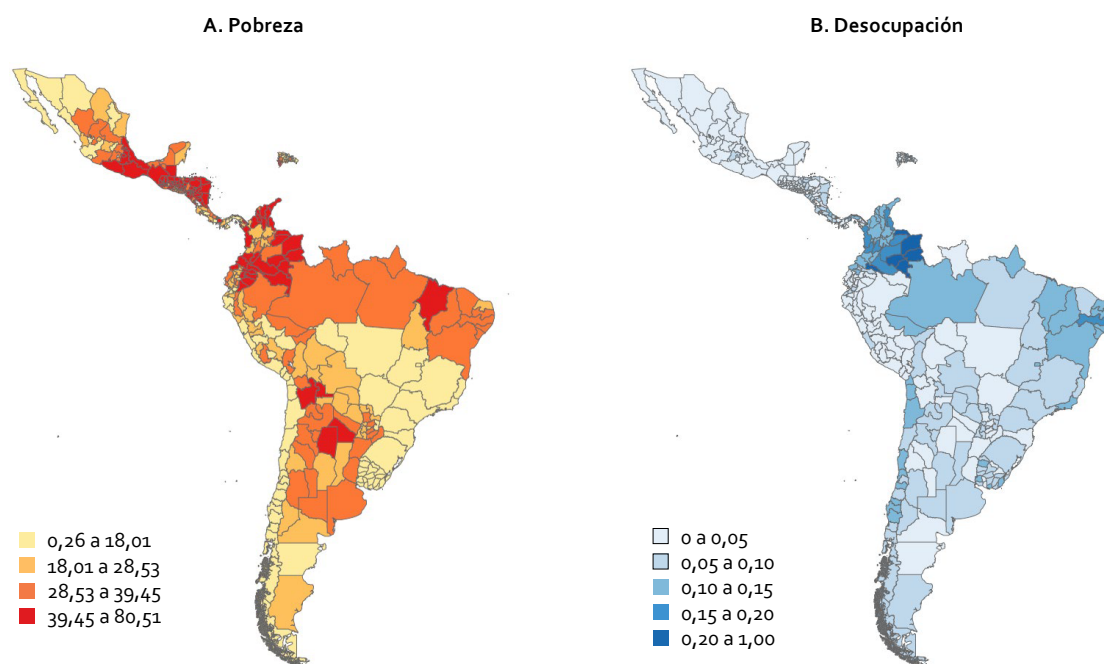 A. Pobreza
0,26 a 18,01
18,01 a 28,53
28,53 a 39,45
39,45 a 80,51
B. Desocupación
0 a 0,05
0,05 a 0,10
0,10 a 0,15
0,15 a 0,20
0,20 a 1,00